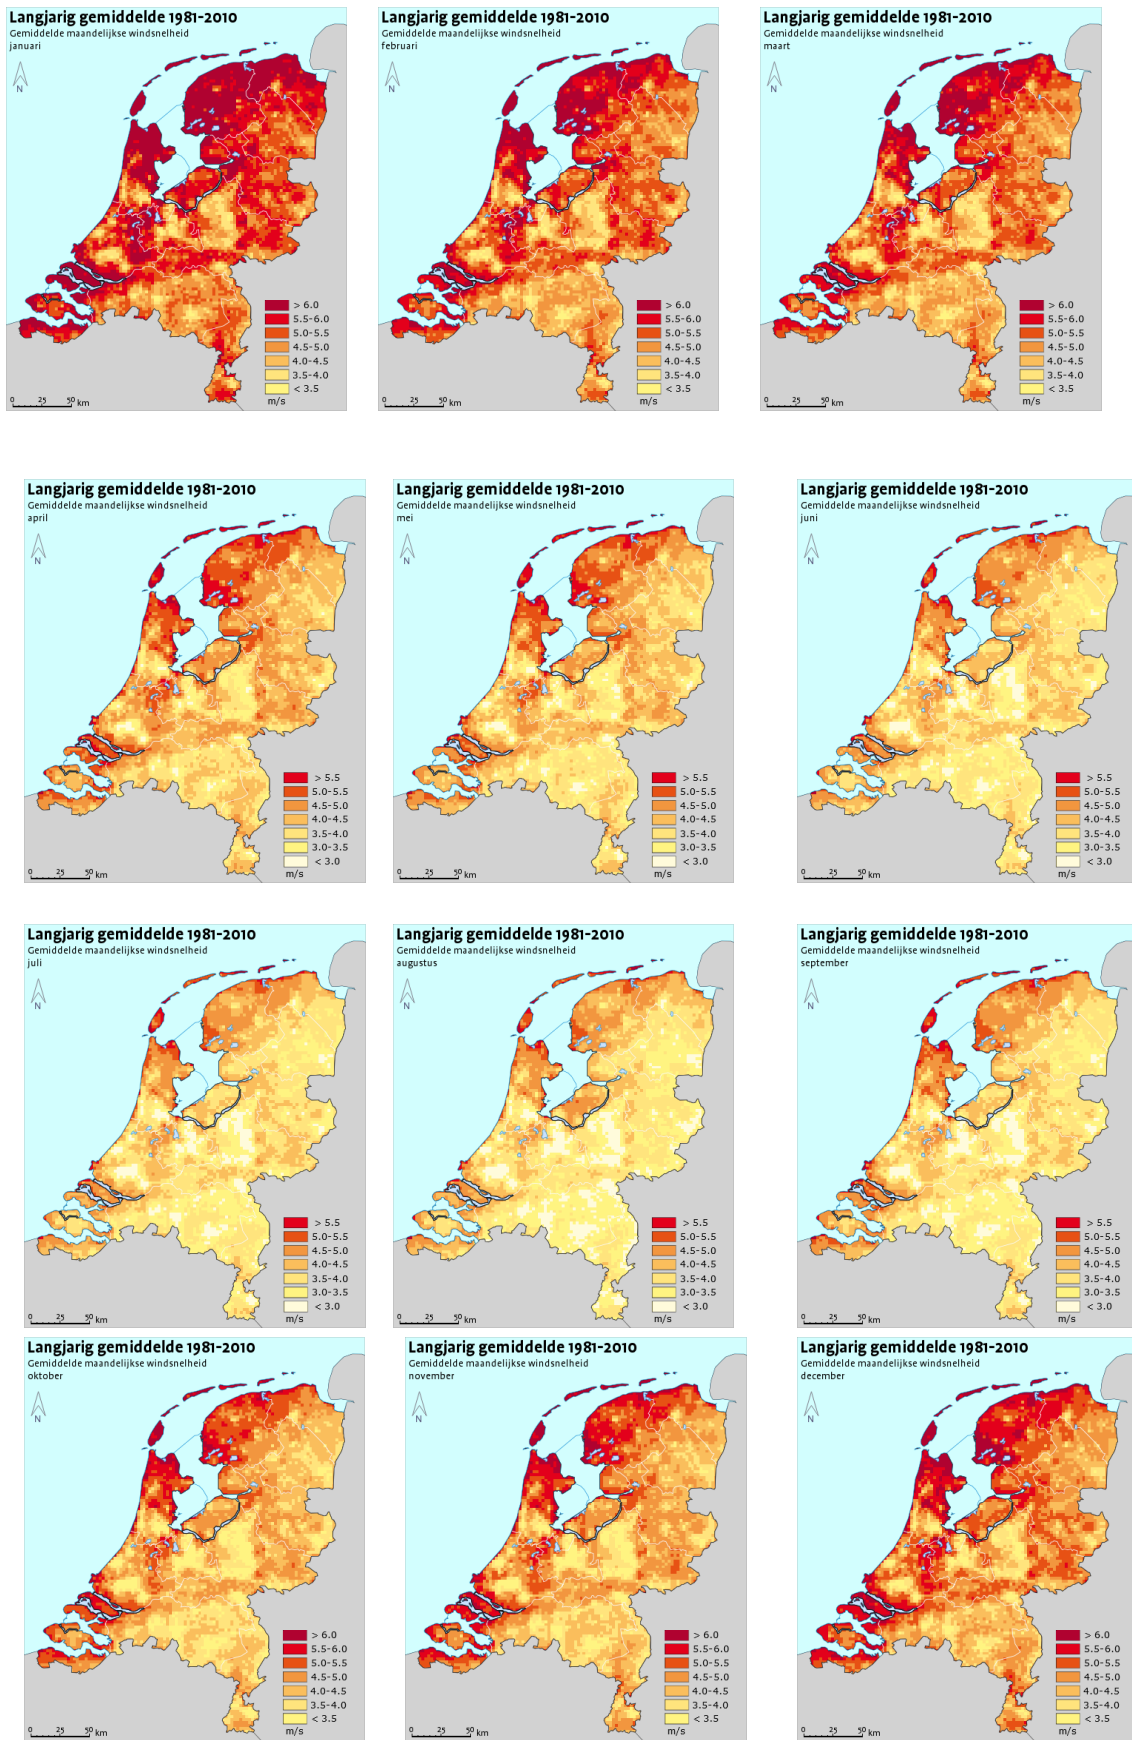 Langjarig gemiddelde 1981-2010
Gemiddelde maandelijkse windsnelheid
januari
N
> 6.0
5.5-6.0
5.0-5.5
4.5-5.0
4.0-4.5
3.5-4.0
< 3.5
m/s
0 25 50 km
Langjarig gemiddelde 1981-2010
Gemiddelde maandelijkse windsnelheid
februari
N
> 6.0
5.5-6.0
5.0-5.5
4.5-5.0
4.0-4.5
3.5-4.0
< 3.5
m/s
0 25 50 km
Langjarig gemiddelde 1981-2010
Gemiddelde maandelijkse windsnelheid
maart
N
> 6.0
5.5-6.0
5.0-5.5
4.5-5.0
4.0-4.5
3.5-4.0
< 3.5
m/s
0 25 50 km
Langjarig gemiddelde 1981-2010
Gemiddelde maandelijkse windsnelheid
april
N
> 5.5
5.0-5.5
4.5-5.0
4.0-4.5
3.5-4.0
3.0-3.5
< 3.0
m/s
0 25 50 km
Langjarig gemiddelde 1981-2010
Gemiddelde maandelijkse windsnelheid
mei
N
> 5.5
5.0-5.5
4.5-5.0
4.0-4.5
3.5-4.0
3.0-3.5
< 3.0
m/s
0 25 50 km
Langjarig gemiddelde 1981-2010
Gemiddelde maandelijkse windsnelheid
juni
N
> 5.5
5.0-5.5
4.5-5.0
4.0-4.5
3.5-4.0
3.0-3.5
< 3.0
m/s
0 25 50 km
Langjarig gemiddelde 1981-2010
Gemiddelde maandelijkse windsnelheid
juli
N
> 5.5
5.0-5.5
4.5-5.0
4.0-4.5
3.5-4.0
3.0-3.5
< 3.0
m/s
0 25 50 km
Langjarig gemiddelde 1981-2010
Gemiddelde maandelijkse windsnelheid
augustus
N
> 5.5
5.0-5.5
4.5-5.0
4.0-4.5
3.5-4.0
3.0-3.5
< 3.0
m/s
0 25 50 km
Langjarig gemiddelde 1981-2010
Gemiddelde maandelijkse windsnelheid
september
N
> 5.5
5.0-5.5
4.5-5.0
4.0-4.5
3.5-4.0
3.0-3.5
< 3.0
m/s
0 25 50 km
Langjarig gemiddelde 1981-2010
Gemiddelde maandelijkse windsnelheid
oktober
N
> 6.0
5.5-6.0
5.0-5.5
4.5-5.0
4.0-4.5
3.5-4.0
< 3.5
m/s
0 25 50 km
Langjarig gemiddelde 1981-2010
Gemiddelde maandelijkse windsnelheid
november
N
> 6.0
5.5-6.0
5.0-5.5
4.5-5.0
4.0-4.5
3.5-4.0
< 3.5
m/s
0 25 50 km
Langjarig gemiddelde 1981-2010
Gemiddelde maandelijkse windsnelheid
december
N
> 6.0
5.5-6.0
5.0-5.5
4.5-5.0
4.0-4.5
3.5-4.0
< 3.5
m/s
0 25 50 km